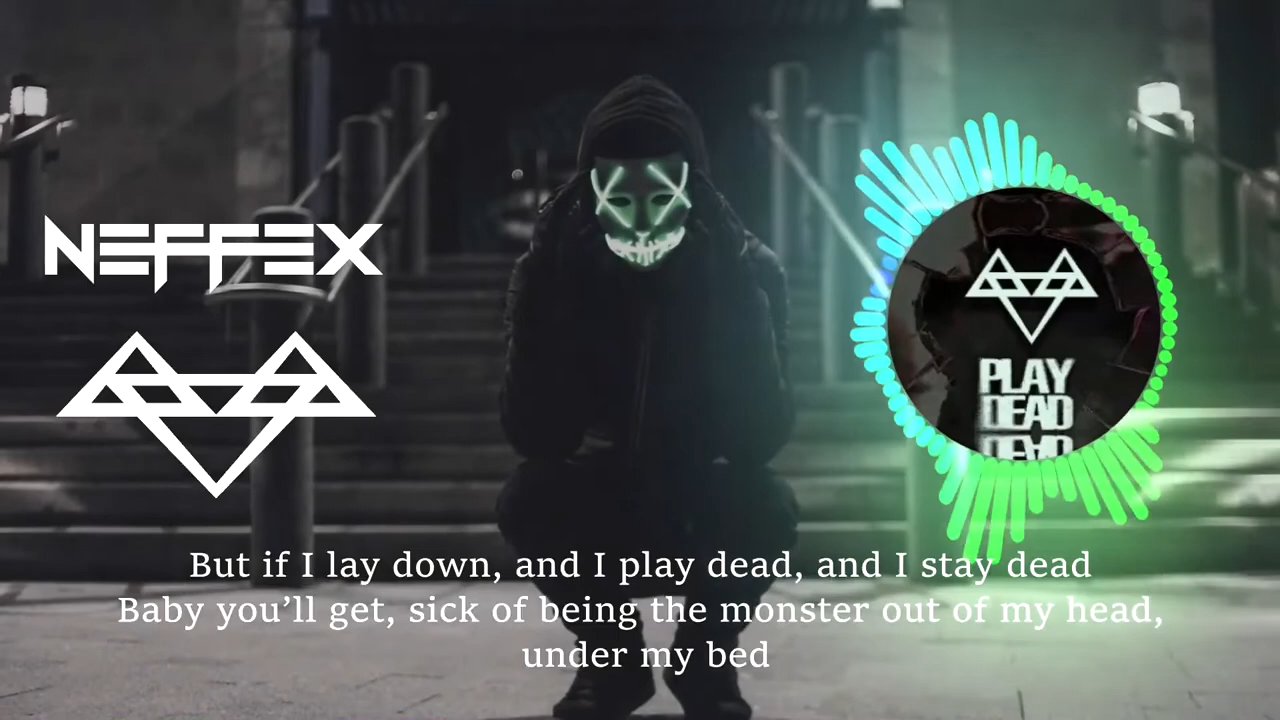 NEFFEX
PLAY
DEAD
DEAD
But if I lay down, and I play dead, and I stay dead
Baby you’ll get, sick of being the monster out of my head,
under my bed